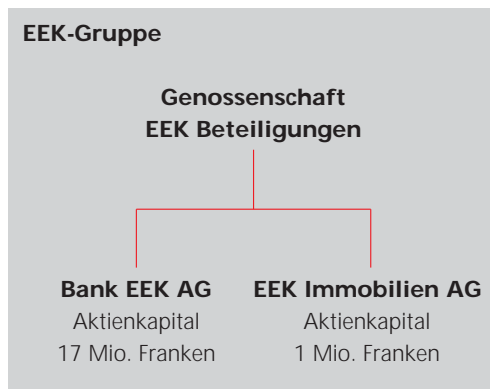 EEK-Gruppe
Genossenschaft
EEK Beteiligungen
Bank EEK AG
Aktienkapital
17 Mio. Franken
EEK Immobilien AG
Aktienkapital
1 Mio. Franken